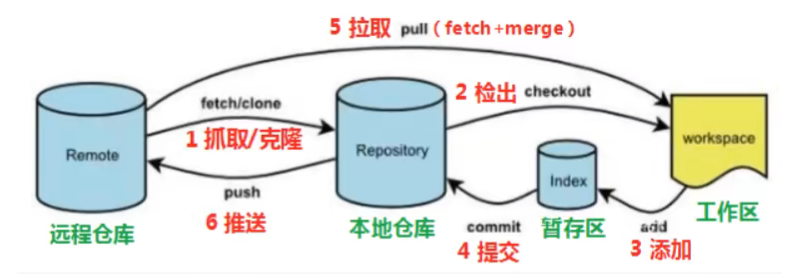 5 拉取 pull（fetch+merge）
fetch/clone
1 抓取/克隆
2 检出 checkout
Remote
Repository
workspace
Index
push
6 推送
远程仓库
本地仓库
commit
4 提交
暂存区
add
3 添加
工作区